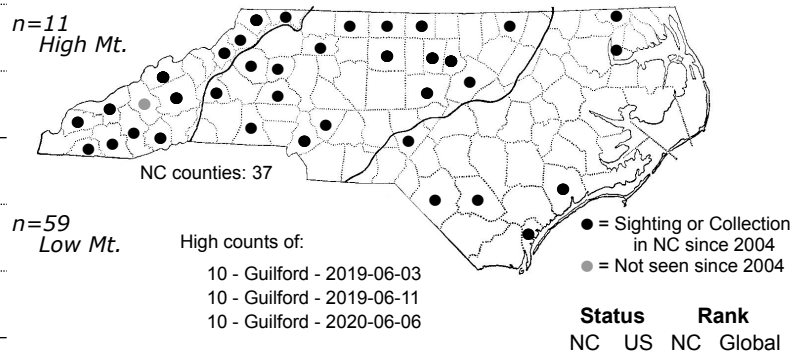 n=11
High Mt.
NC counties: 37
n=59
Low Mt.
High counts of:
10 - Guilford - 2019-06-03
10 - Guilford - 2019-06-11
10 - Guilford - 2020-06-06
= Sighting or Collection
in NC since 2004
= Not seen since 2004
Status Rank
NC US NC Global